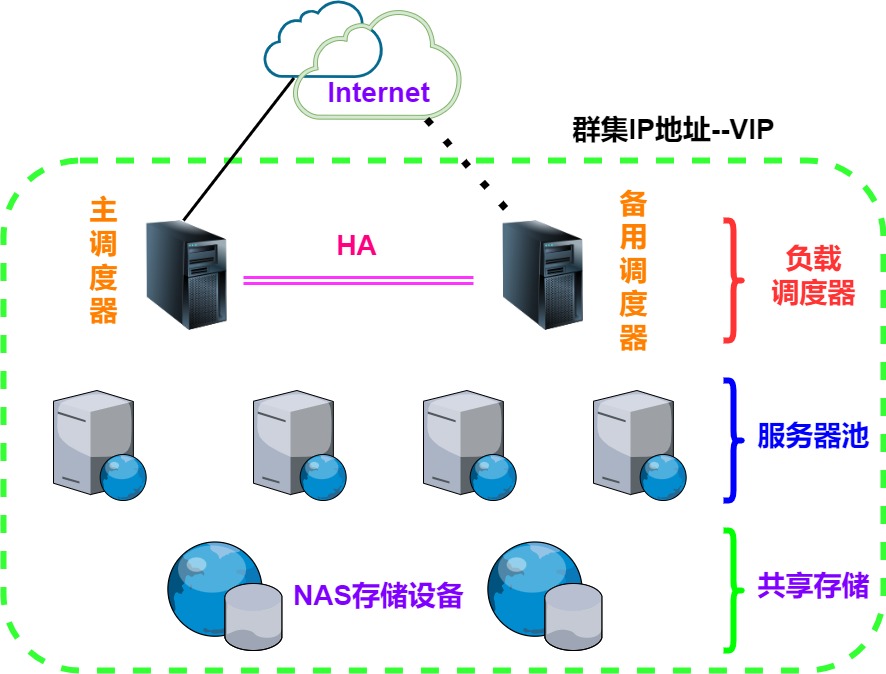 Internet
群集IP地址--VIP
主调度器
HA
备用调度器
负载
调度器
服务器池
NAS存储设备
共享存储